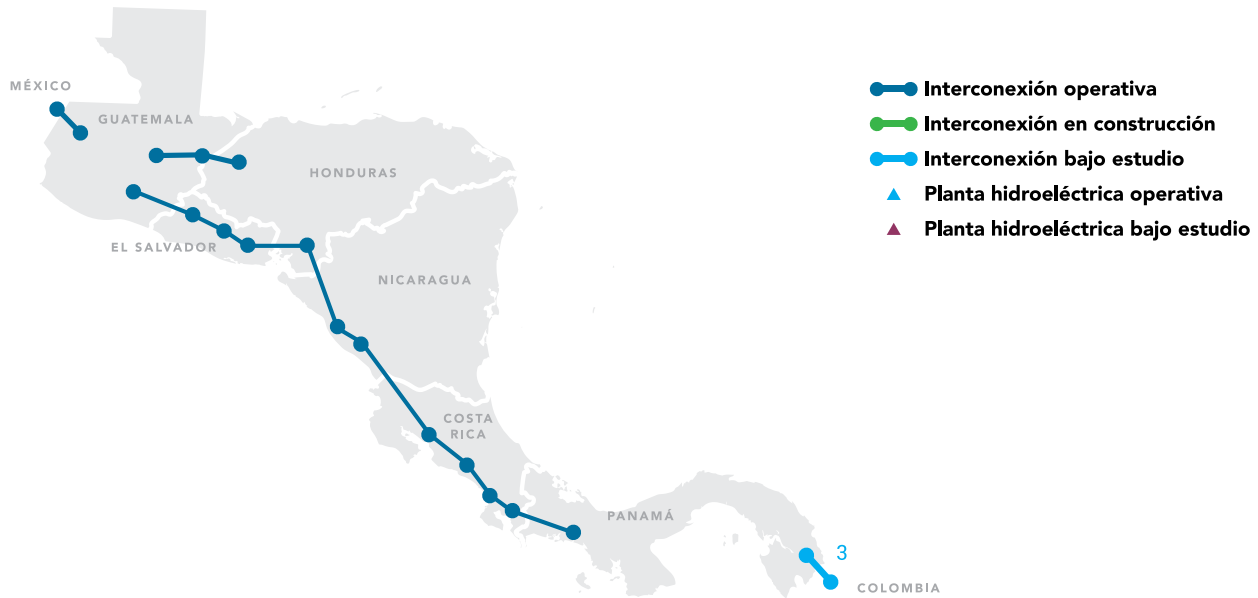 MÉXICO
GUATEMALA
HONDURAS
EL SALVADOR
NICARAGUA
COSTA
RICA
PANAMÁ
3
COLOMBIA
Interconexión operativa
Interconexión en construcción
Interconexión bajo estudio
Planta hidroeléctrica operativa
Planta hidroeléctrica bajo estudio